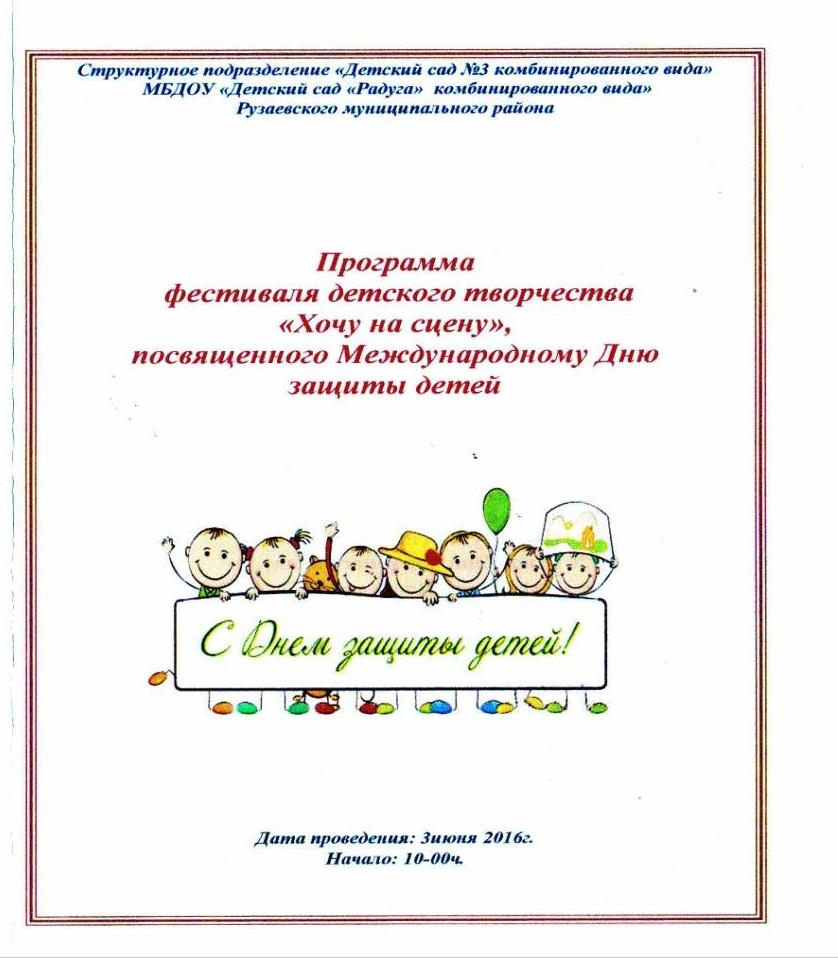 Структурное подразделение «Детский сад №3 комбинированного вида»
МБДОУ «Детский сад «Радуга» комбинированного вида»
Рузаевского муниципального района
Программа
фестиваля детского творчества
«Хочу на сцену»,
посвященного Международному Дню
защиты детей
С Днем защиты детей!
Дата проведения: 3июня 2016г.
Начало: 10-00ч.